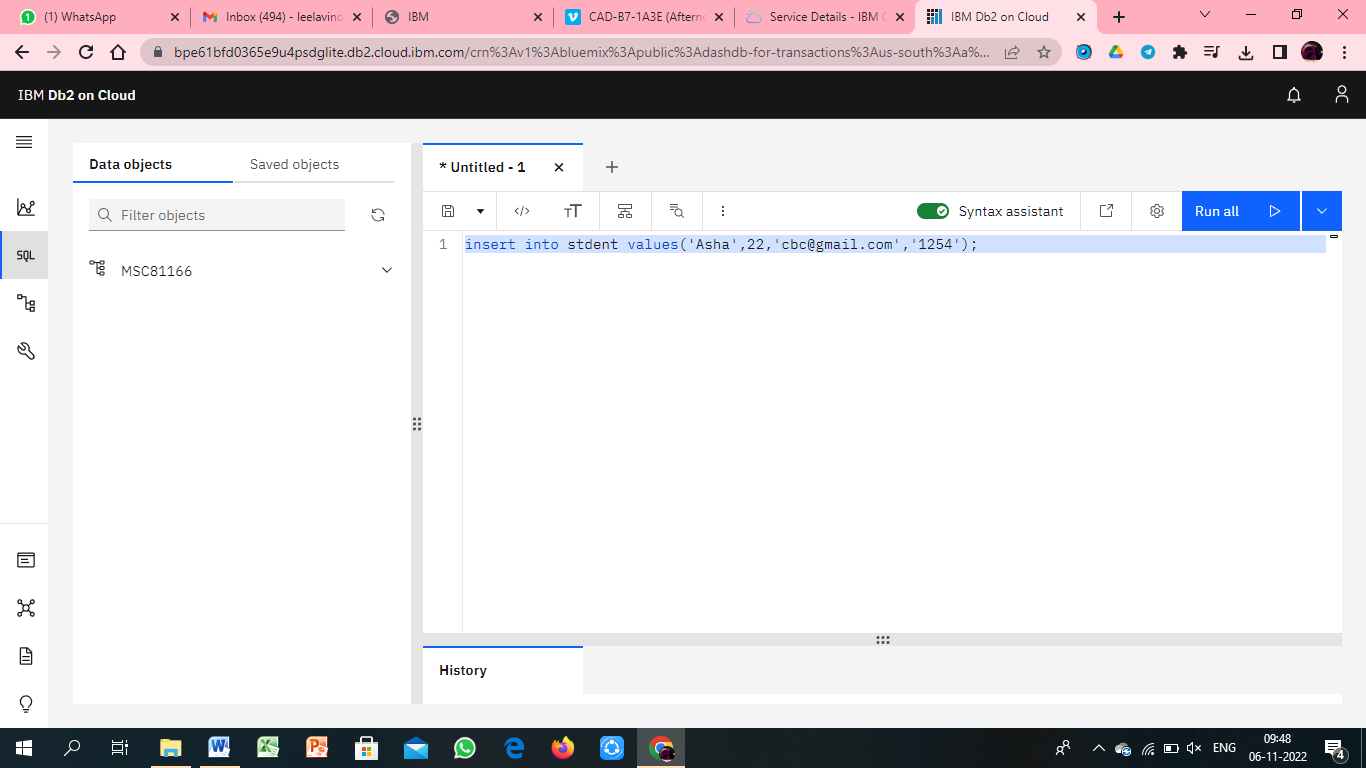 (1) WhatsApp
Inbox (494) - leelavino
IBM
CAD-B7-1A3E (Aftern
Service Details - IBM C
IBM Db2 on Cloud
bpe61bfd0365e9u4psdglite.db2.cloud.ibm.com/crn%3Av1%3Abluemix%3Apublic%3Adashdb-for-transactions%3Aus-south%3Aa%...
IBM Db2 on Cloud
Data objects
Saved objects
* Untitled - 1
Filter objects
Syntax assistant
Run all
SQL
MSC81166
1 insert into stdent values('Asha',22,'cbc@gmail.com','1254');
History
ENG
09:48
06-11-2022
4